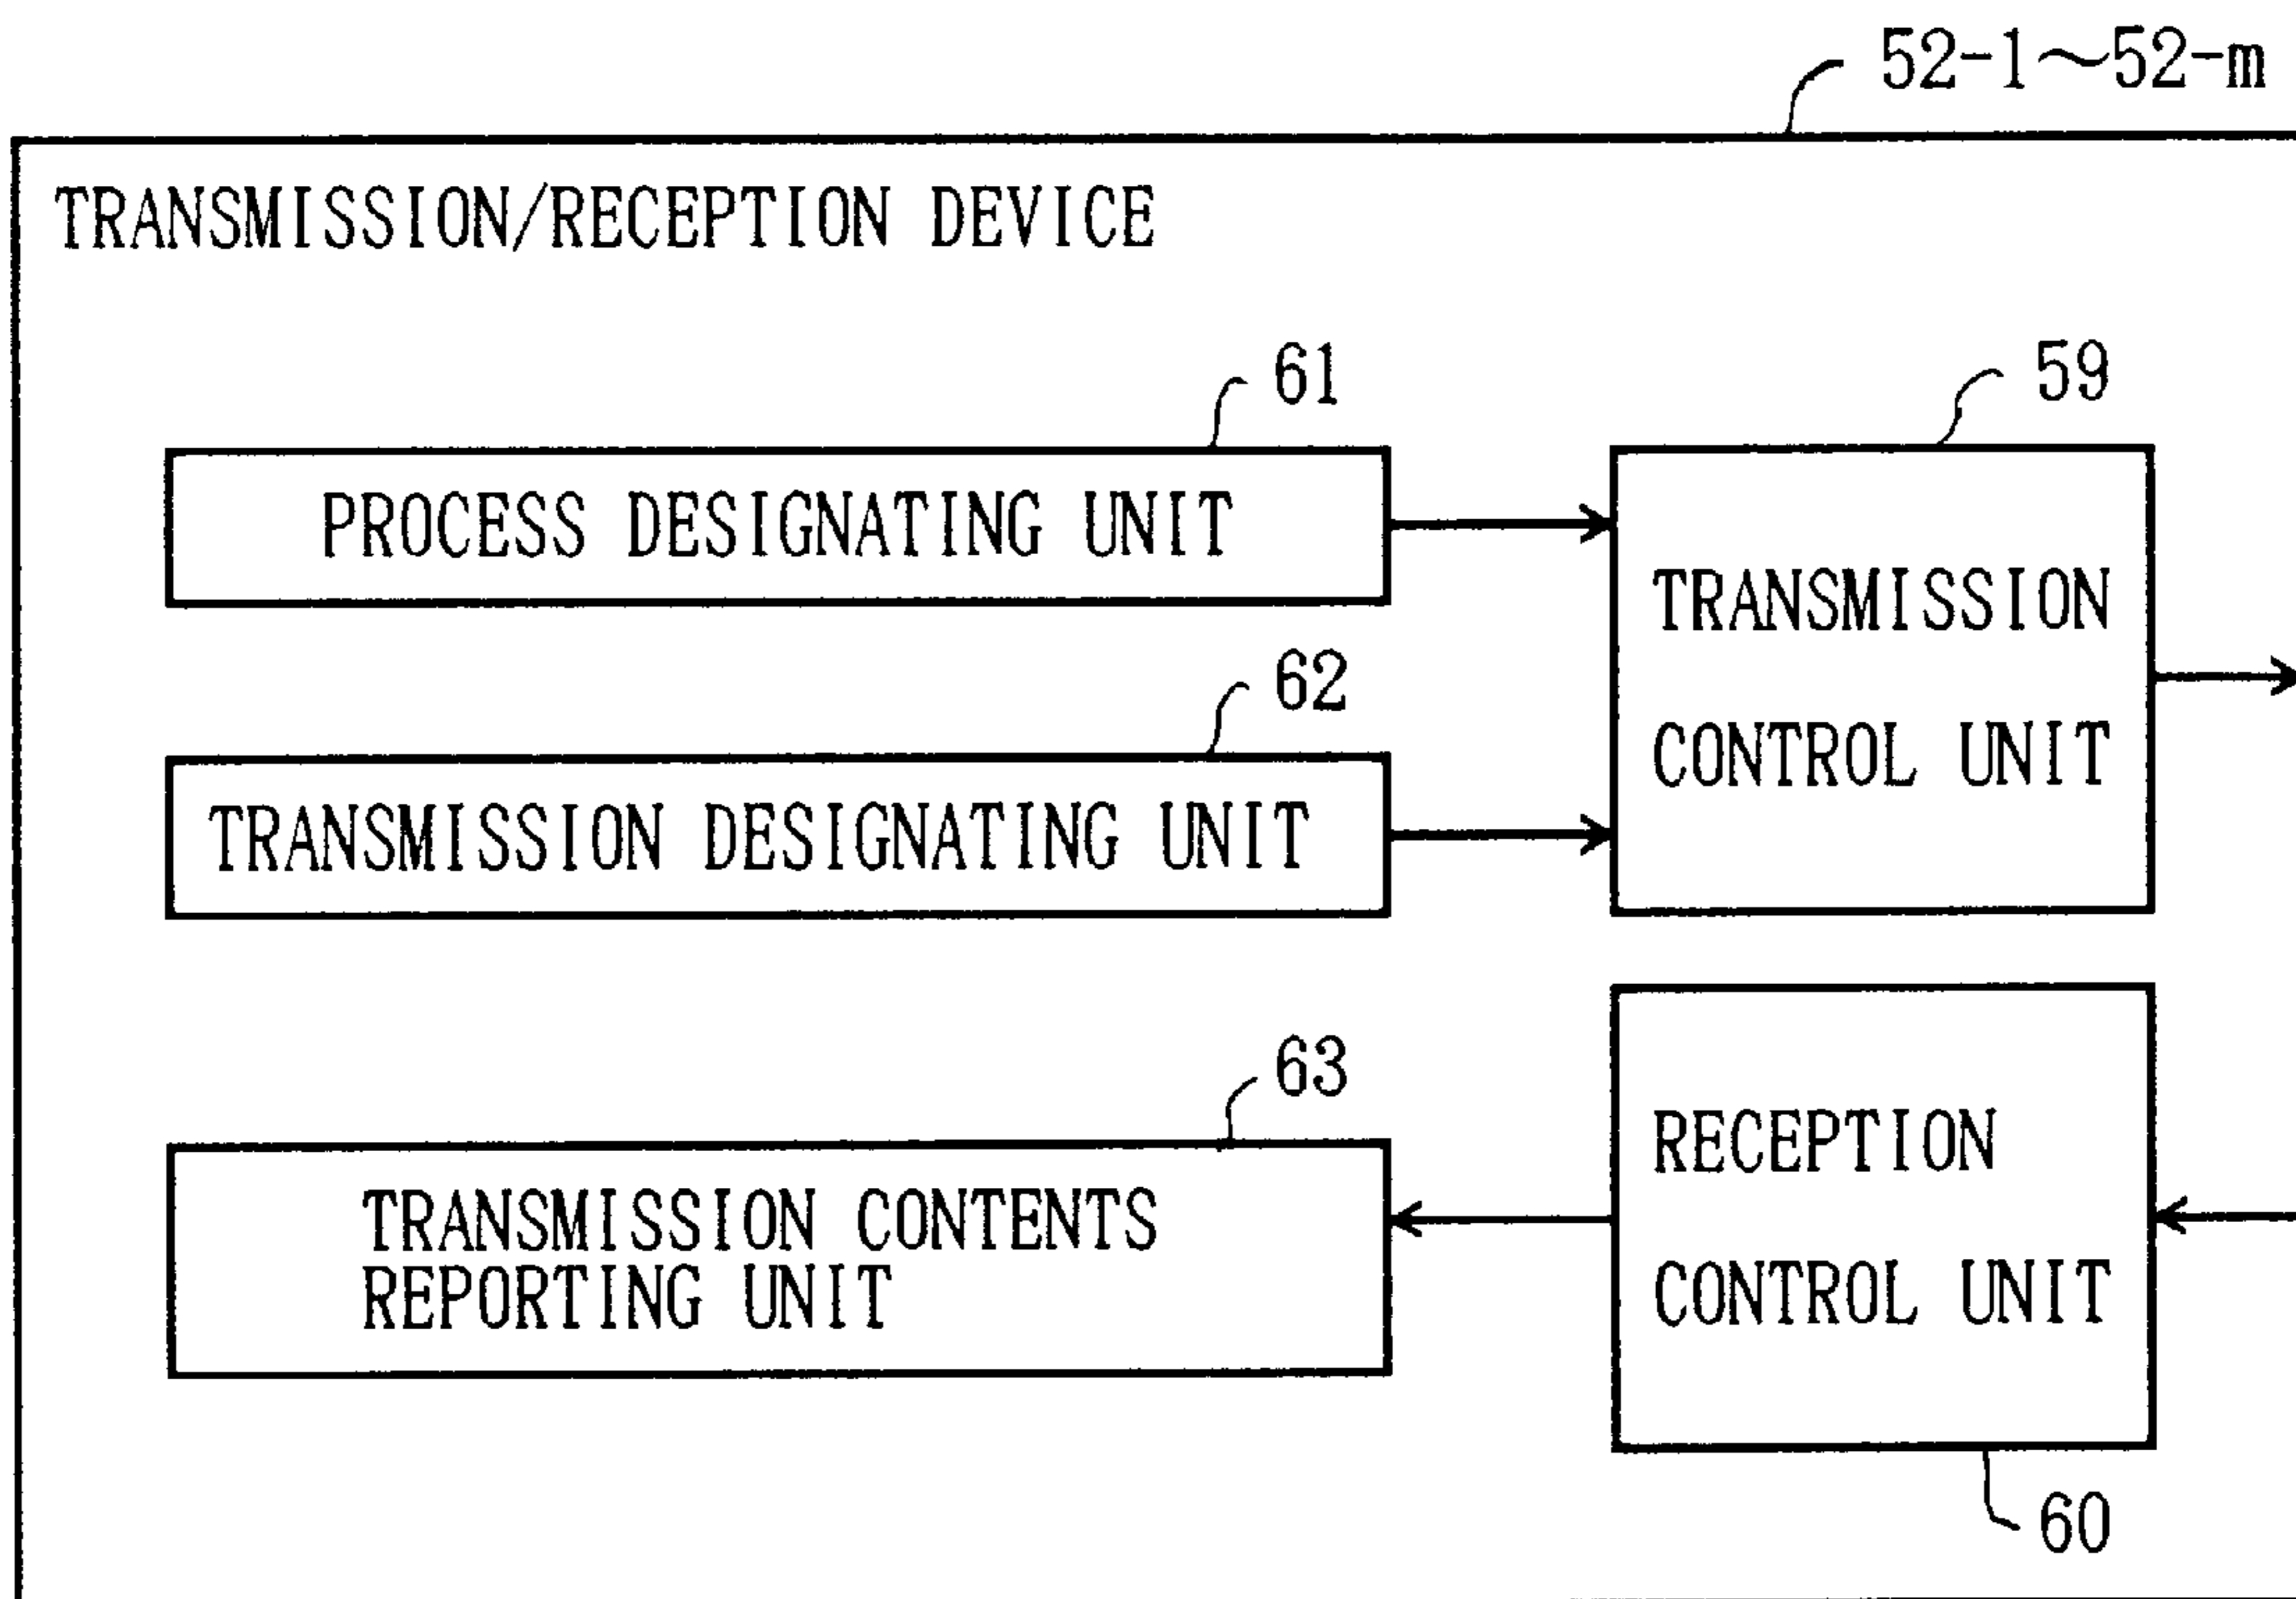 52-1～52-m
TRANSMISSION/RECEPTION DEVICE
61
59
PROCESS DESIGNATING UNIT
TRANSMISSION
CONTROL UNIT
62
TRANSMISSION DESIGNATING UNIT
63
TRANSMISSION CONTENTS
REPORTING UNIT
RECEPTION
CONTROL UNIT
60